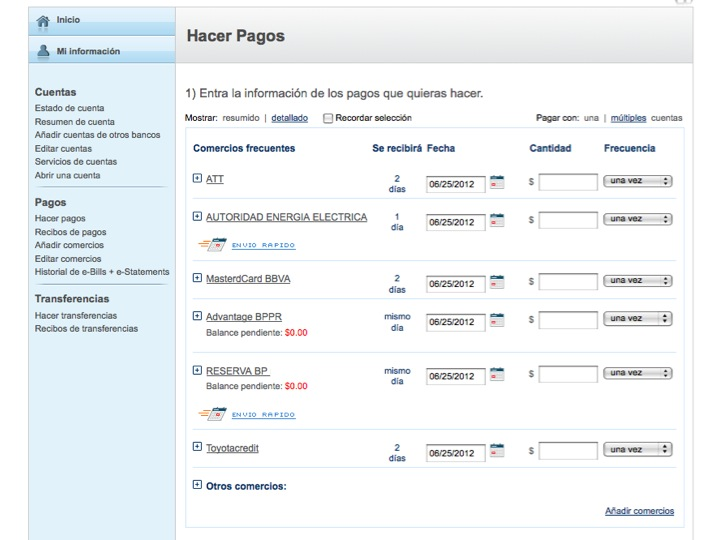 Inicio
Mi información
Cuentas
Estado de cuenta
Resumen de cuenta
Añadir cuentas de otros bancos
Editar cuentas
Servicios de cuentas
Abrir una cuenta
Pagos
Hacer pagos
Recibos de pagos
Añadir comercios
Editar comercios
Historial de e-Bills + e-Statements
Transferencias
Hacer transferencias
Recibos de transferencias
Hacer Pagos
1) Entra la información de los pagos que quieras hacer.
Mostrar: resumido | detallado Recordar selección Pagar con: una | múltiples cuentas
Comercios frecuentes Se recibirá Fecha Cantidad Frecuencia
ATT 2 días 06/25/2012 $ una vez
AUTORIDAD ENERGIA ELECTRICA 1 día 06/25/2012 $ una vez
ENVIO RAPIDO
MasterdCard BBVA 2 días 06/25/2012 $ una vez
Advantage BPPR mismo día 06/25/2012 $ una vez
Balance pendiente: $0.00
RESERVA BP mismo día 06/25/2012 $ una vez
Balance pendiente: $0.00
ENVIO RAPIDO
Toyotacredit 2 días 06/25/2012 $ una vez
Otros comercios:
Añadir comercios